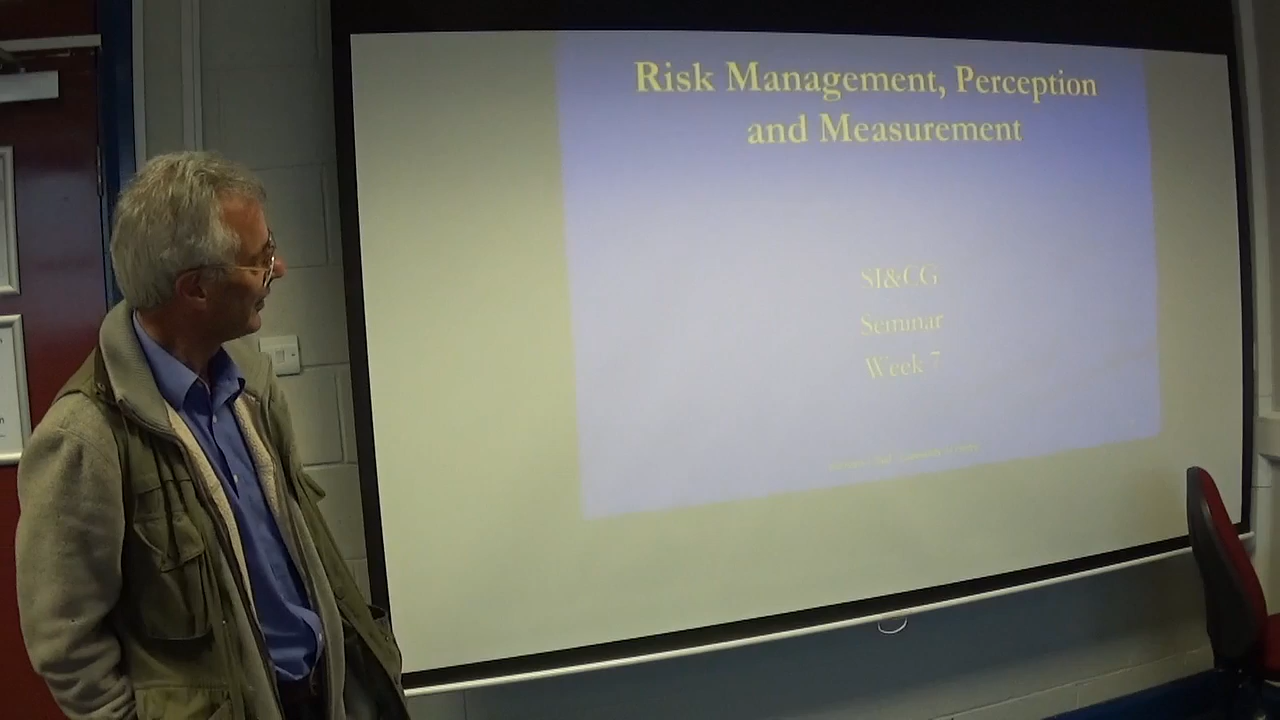 Risk Management, Perception
and Measurement
SI&CG
Seminar
Week 7